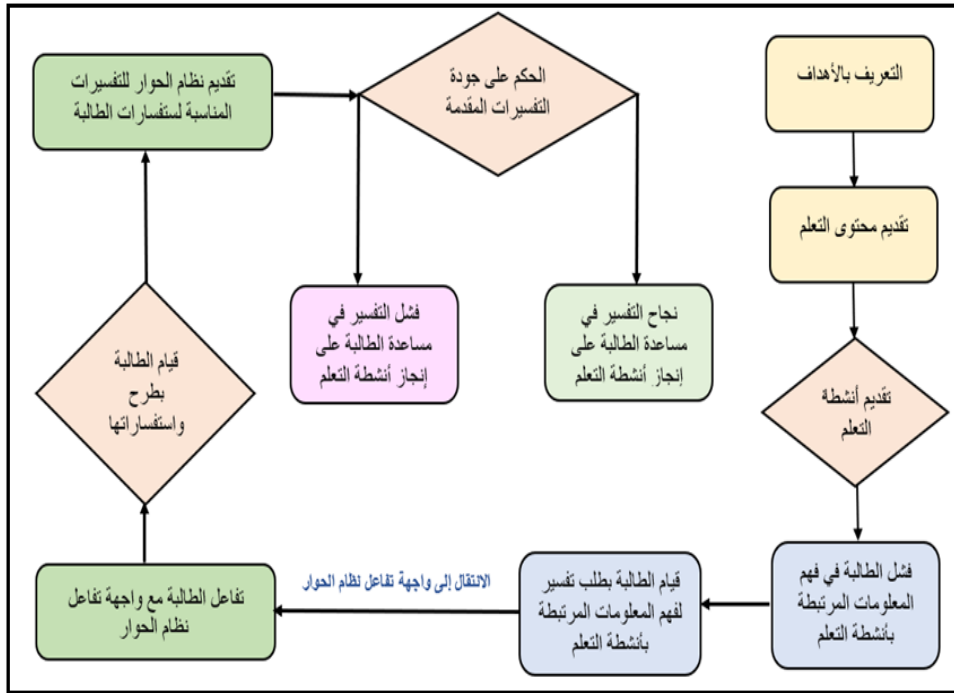 التعريف بالأهداف
تقديم محتوى التعلم
تقديم أنشطة
التعلم
فشل الطالبة في فهم
المعلومات المرتبطة
بأنشطة التعلم
قيام الطالبة بطلب تفسير
لفهم المعلومات المرتبطة
بأنشطة التعلم
الانتقال إلى واجهة تفاعل نظام الحوار
تفاعل الطالبة مع واجهة تفاعل
نظام الحوار
قيام الطالبة
بطرح
واستفساراتها
تقديم نظام الحوار للتفسيرات
المناسبة لستفسارات الطالبة
الحكم على جودة
التفسيرات المقدمة
نجاح التفسير في
مساعدة الطالبة على
إنجاز أنشطة التعلم
فشل التفسير في
مساعدة الطالبة على
إنجاز أنشطة التعلم